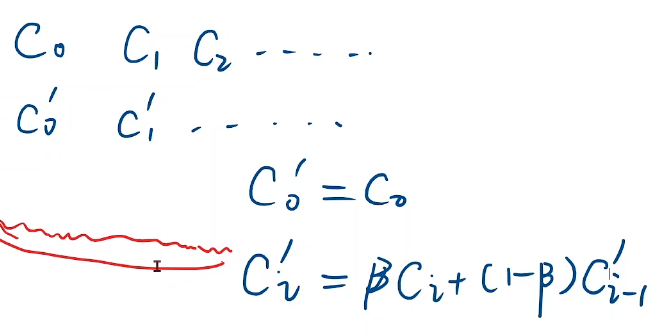 C₀ C₁ C₂ - - - - - ·
C₀′ C₁′ · - - · · · ·
C₀′ = C₀
Cᵢ′ = βCᵢ + (1-β)C′ᵢ₋₁